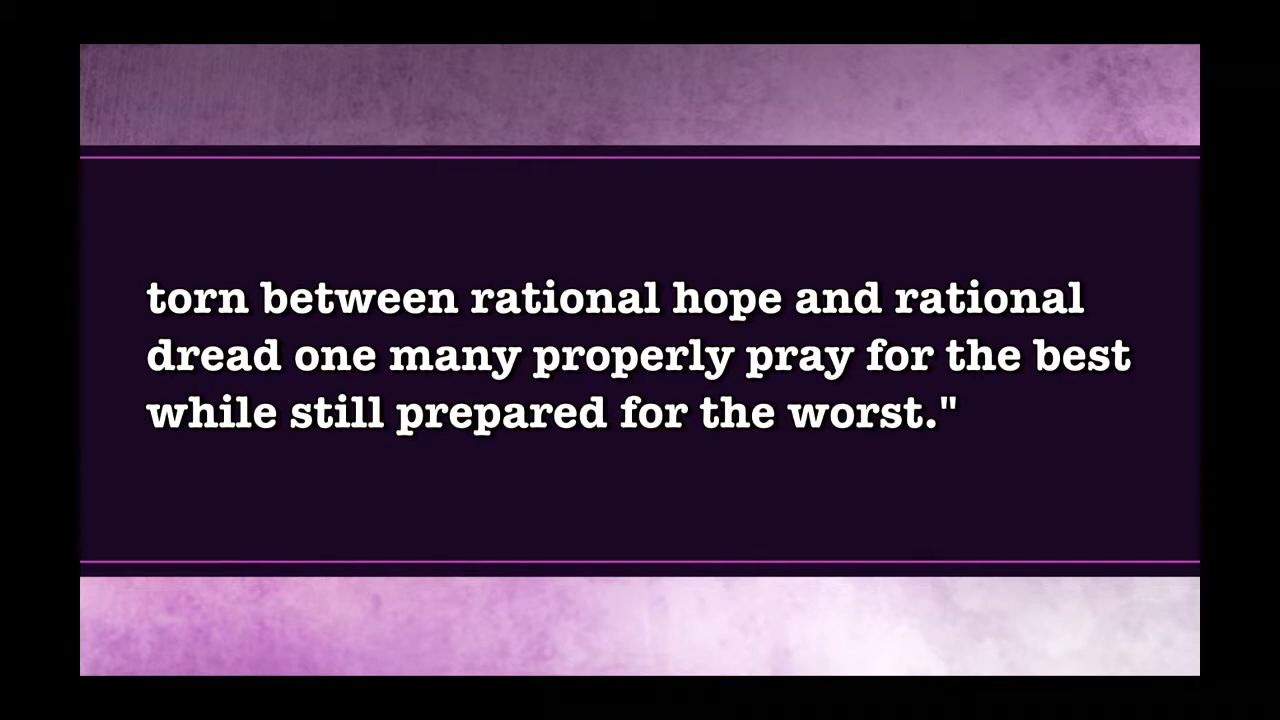 torn between rational hope and rational
dread one many properly pray for the best
while still prepared for the worst."